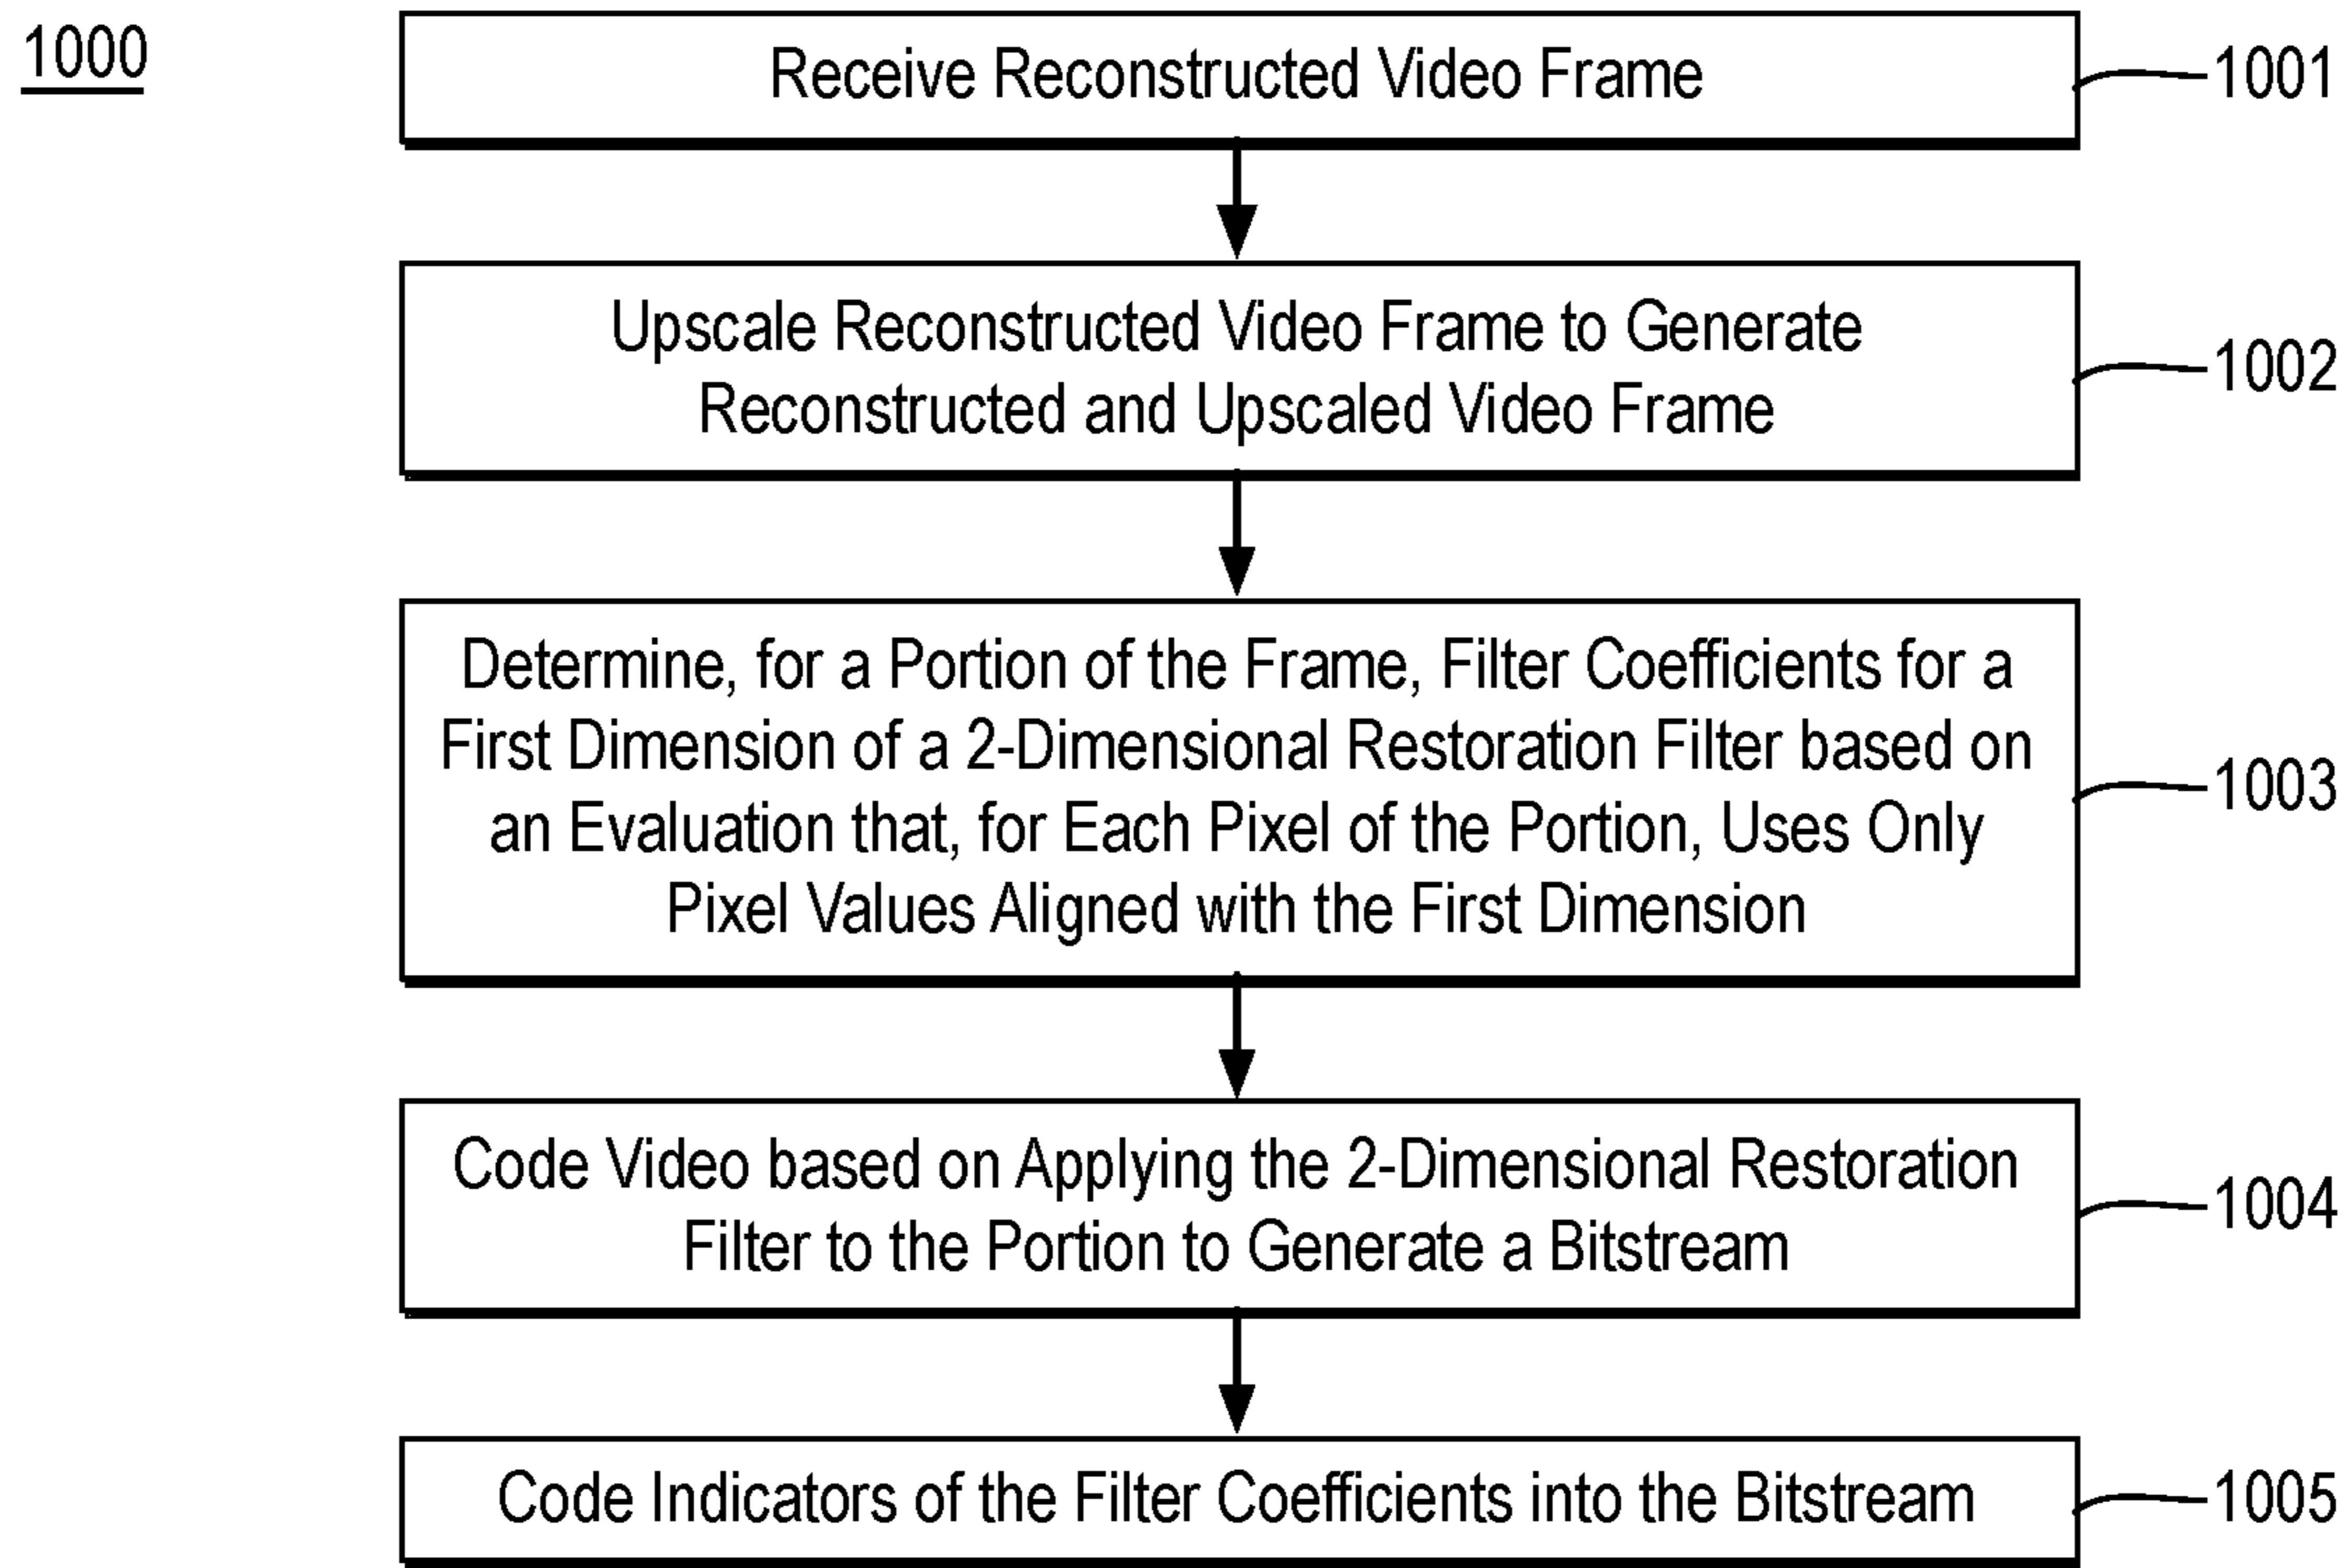 1000
Receive Reconstructed Video Frame
1001
Upscale Reconstructed Video Frame to Generate
Reconstructed and Upscaled Video Frame
1002
Determine, for a Portion of the Frame, Filter Coefficients for a
First Dimension of a 2-Dimensional Restoration Filter based on
an Evaluation that, for Each Pixel of the Portion, Uses Only
Pixel Values Aligned with the First Dimension
1003
Code Video based on Applying the 2-Dimensional Restoration
Filter to the Portion to Generate a Bitstream
1004
Code Indicators of the Filter Coefficients into the Bitstream
1005